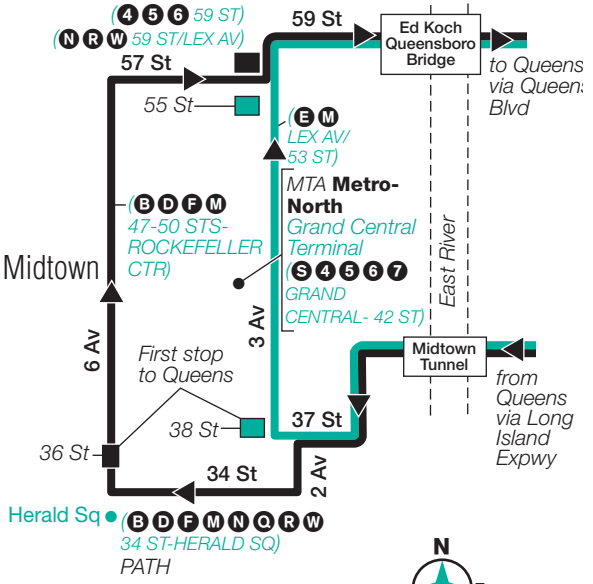 (4 5 6 59 ST)
(N R W 59 ST/LEX AV)
59 St
Ed Koch
Queensboro
Bridge
to Queens
via Queens
Blvd
57 St
55 St
(E M
LEX AV/
53 ST)
MTA Metro-
North
Grand Central
Terminal
(S 4 5 6 7
GRAND
CENTRAL- 42 ST)
(B D F M
47-50 STS-
ROCKEFELLER
CTR)
Midtown
East River
6 Av
3 Av
First stop
to Queens
Midtown
Tunnel
from
Queens
via Long
Island
Expwy
38 St
37 St
36 St
34 St
2 Av
Herald Sq
(B D F M N Q R W
34 ST-HERALD SQ)
PATH
N